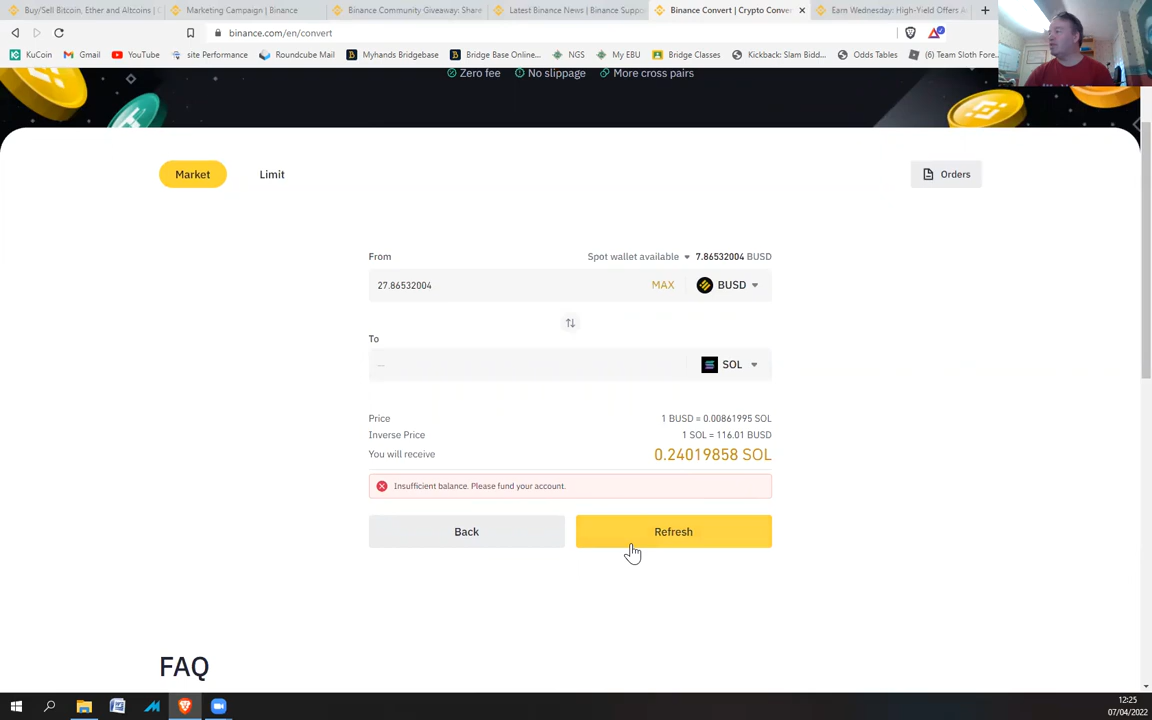 Buy/Sell Bitcoin, Ether and Altcoins |
Marketing Campaign | Binance
Binance Community Giveaway: Share
Latest Binance News | Binance Suppo
Binance Convert | Crypto Conver
Earn Wednesday: High-Yield Offers A
binance.com/en/convert
KuCoin
Gmail
YouTube
site Performance
Roundcube Mail
Myhands Bridgebase
Bridge Base Online...
NGS
My EBU
Bridge Classes
Kickback: Slam Bidd...
Odds Tables
(6) Team Sloth Fore
Zero fee
No slippage
More cross pairs
Market
Limit
Orders
From
Spot wallet available
7.86532004 BUSD
27.86532004
MAX
BUSD
To
--
SOL
Price
1 BUSD = 0.00861995 SOL
Inverse Price
1 SOL = 116.01 BUSD
You will receive
0.24019858 SOL
Insufficient balance. Please fund your account.
Back
Refresh
FAQ
12:25
07/04/2022